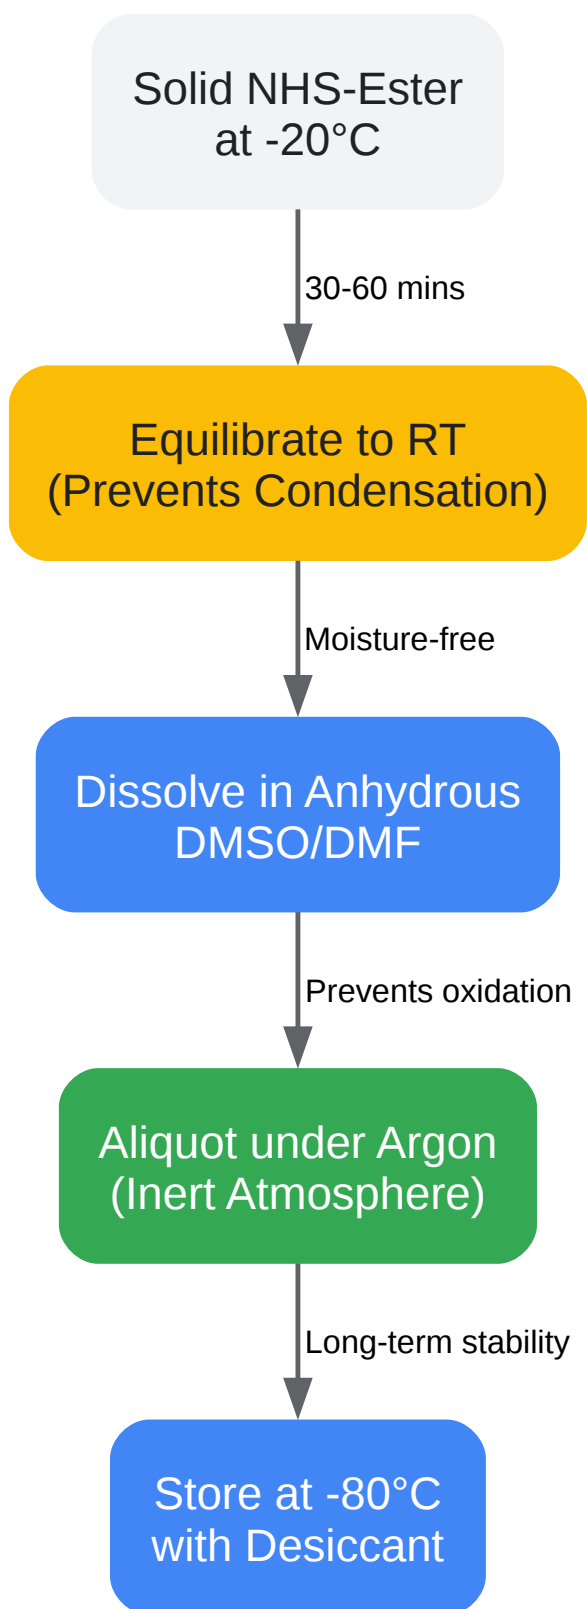 Solid NHS-Ester
at -20°C
30-60 mins
Equilibrate to RT
(Prevents Condensation)
Moisture-free
Dissolve in Anhydrous
DMSO/DMF
Prevents oxidation
Aliquot under Argon
(Inert Atmosphere)
Long-term stability
Store at -80°C
with Desiccant